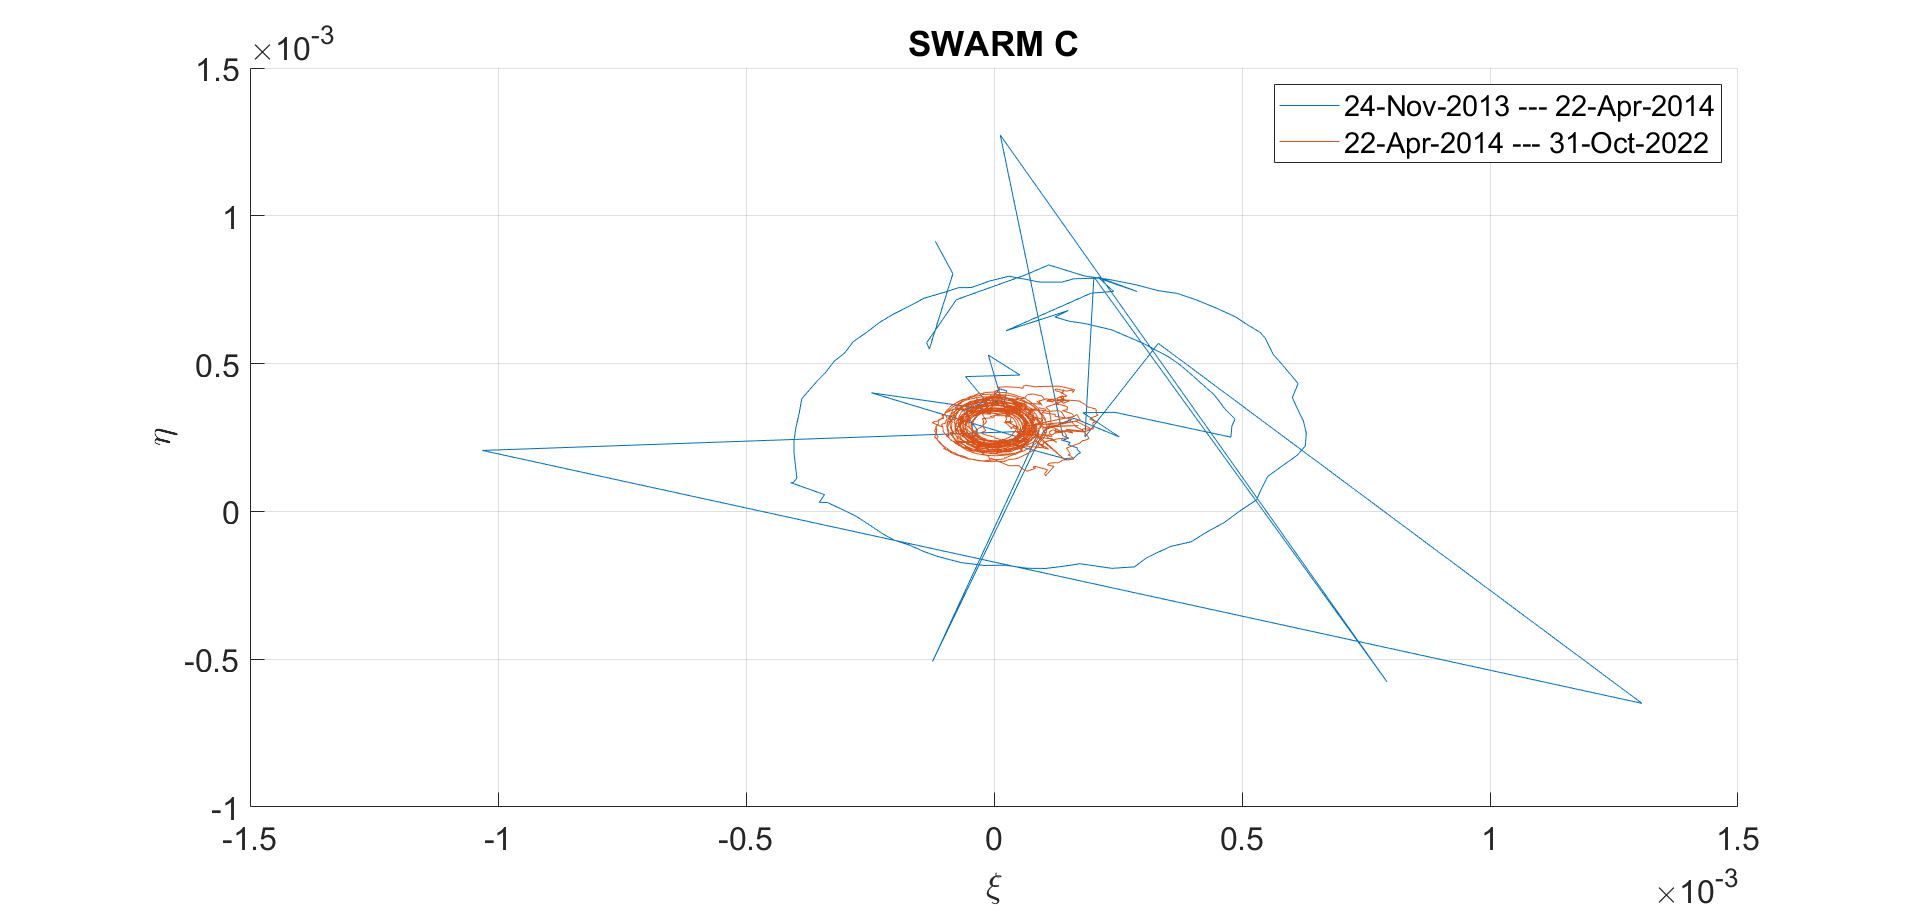 SWARM C
×10-3
1.5
1
0.5
0
-0.5
-1
η
24-Nov-2013 --- 22-Apr-2014
22-Apr-2014 --- 31-Oct-2022
-1.5 -1 -0.5 0 0.5 1 1.5
ξ
×10-3